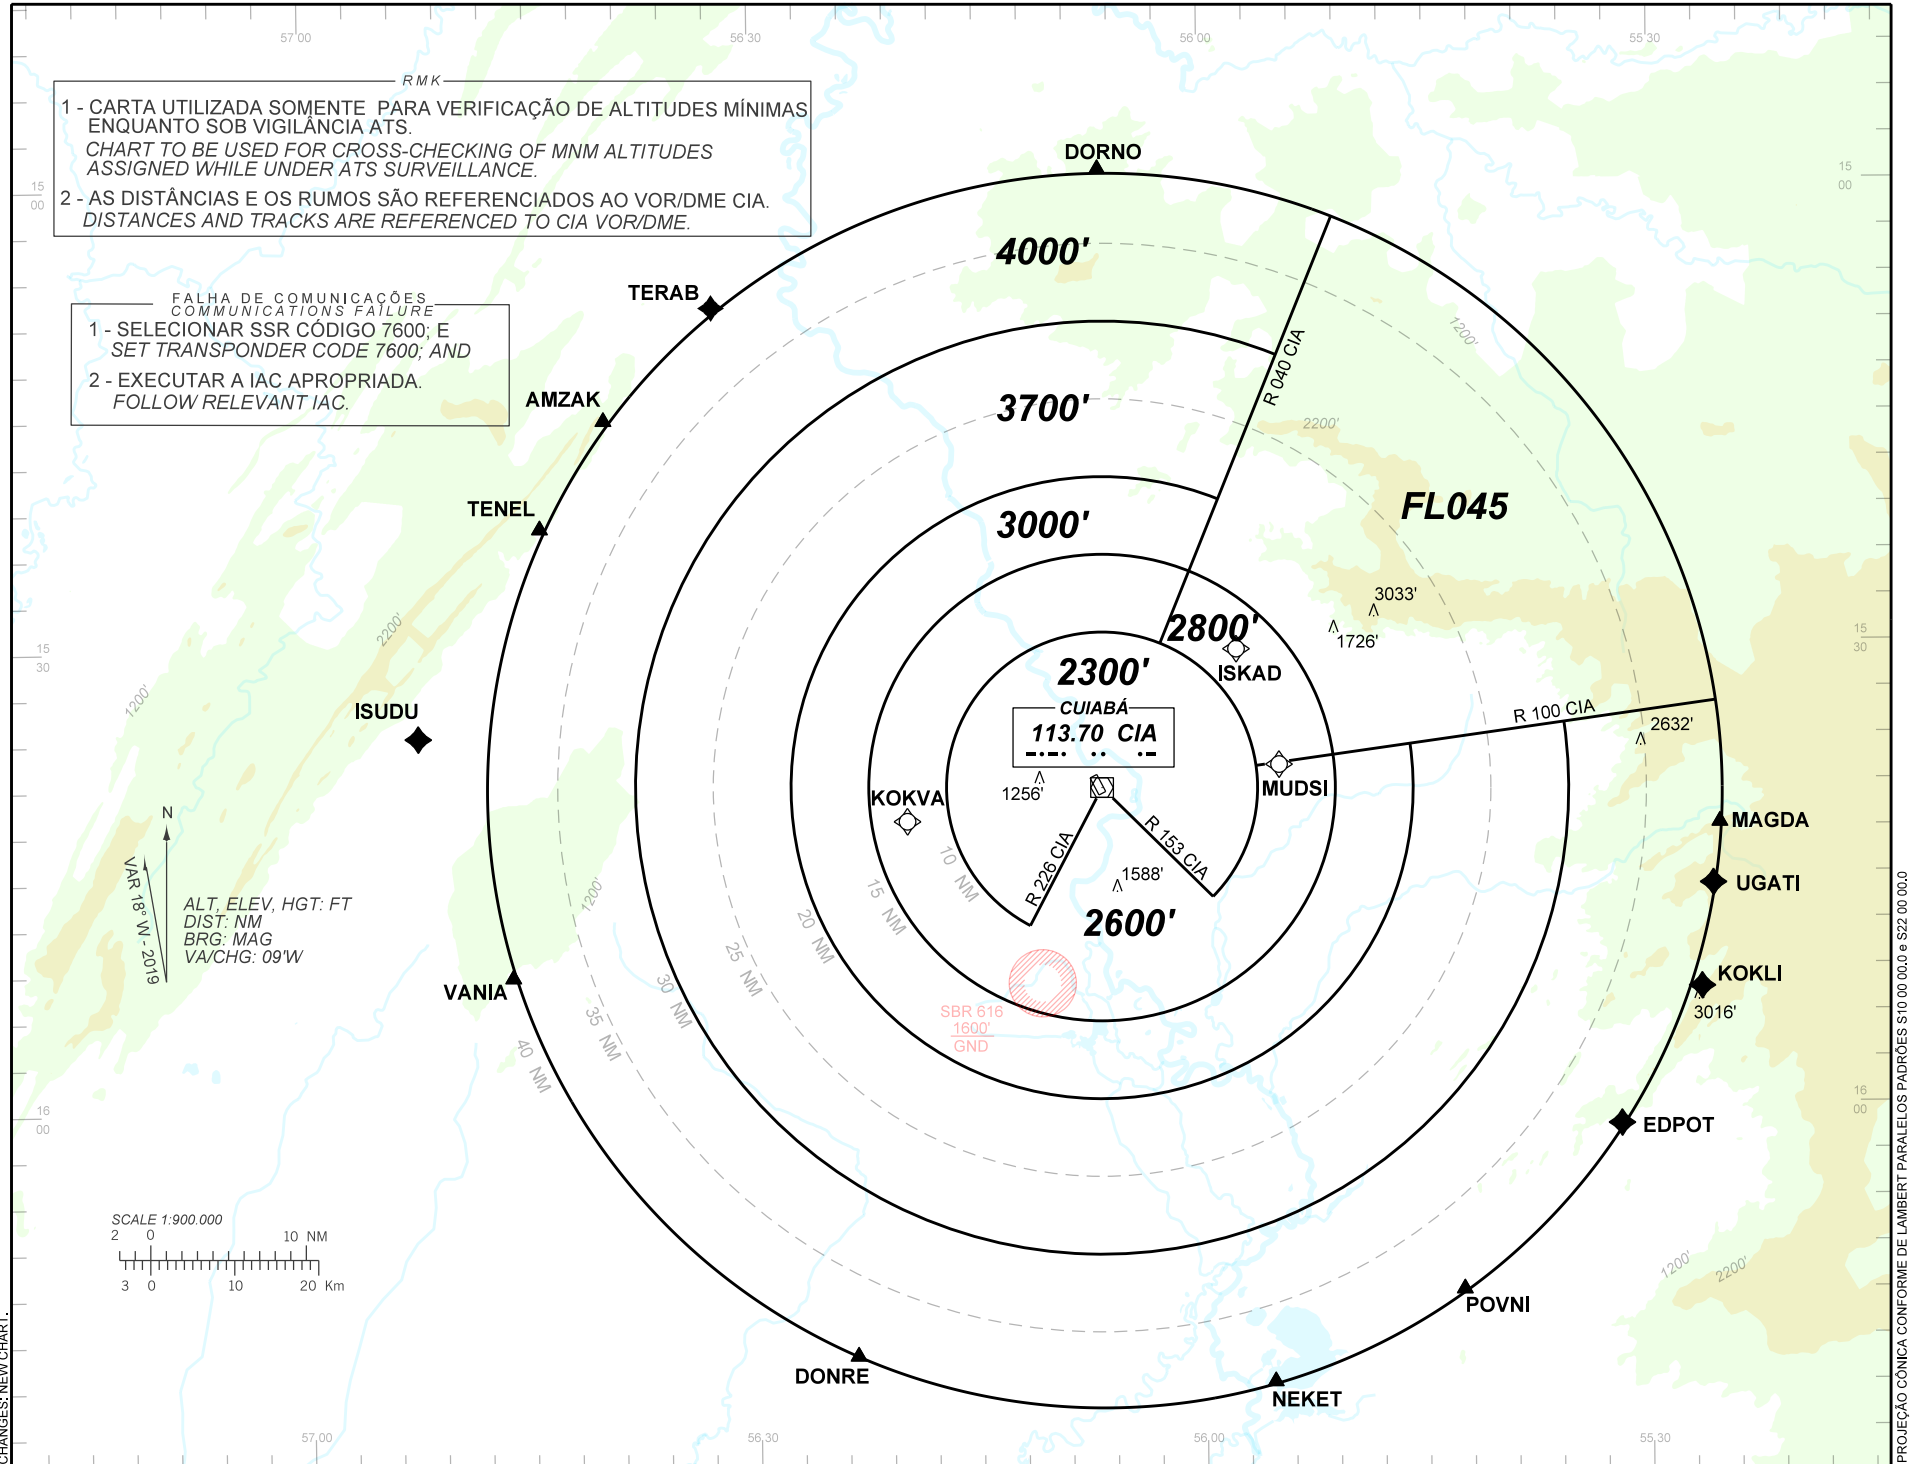 57 00
56 30
56 00
55 30
RMK
1 - CARTA UTILIZADA SOMENTE PARA VERIFICAÇÃO DE ALTITUDES MÍNIMAS
ENQUANTO SOB VIGILÂNCIA ATS.
CHART TO BE USED FOR CROSS-CHECKING OF MNM ALTITUDES
ASSIGNED WHILE UNDER ATS SURVEILLANCE.
2 - AS DISTÂNCIAS E OS RUMOS SÃO REFERENCIADOS AO VOR/DME CIA.
DISTANCES AND TRACKS ARE REFERENCED TO CIA VOR/DME.
15
00
15
00
DORNO
4000'
TERAB
FALHA DE COMUNICAÇÕES
COMMUNICATIONS FAILURE
1 - SELECIONAR SSR CÓDIGO 7600; E
SET TRANSPONDER CODE 7600; AND
2 - EXECUTAR A IAC APROPRIADA.
FOLLOW RELEVANT IAC.
1200'
R 040 CIA
AMZAK
3700'
2200'
TENEL
3000'
FL045
3033'
1726'
2800'
ISKAD
2200'
15
30
15
30
1200'
2300'
ISUDU
CUIABÁ
113.70 CIA
R 100 CIA
2632'
1256'
KOKVA
MUDSI
MAGDA
N
VAR 18° W - 2019
R 226 CIA
R 153 CIA
1588'
2600'
UGATI
1200'
ALT, ELEV, HGT: FT
DIST: NM
BRG: MAG
VA/CHG: 09'W
10 NM
15 NM
20 NM
25 NM
30 NM
35 NM
40 NM
VANIA
KOKLI
3016'
SBR 616
1600'
GND
16
00
16
00
EDPOT
SCALE 1:900.000
2 0 10 NM
3 0 10 20 Km
1200'
2200'
POVNI
DONRE
NEKET
57 00
56 30
56 00
55 30
CHANGES: NEW CHART.
PROJEÇÃO CÔNICA CONFORME DE LAMBERT PARALELOS PADRÕES S10 00 00.0 e S22 00 00.0